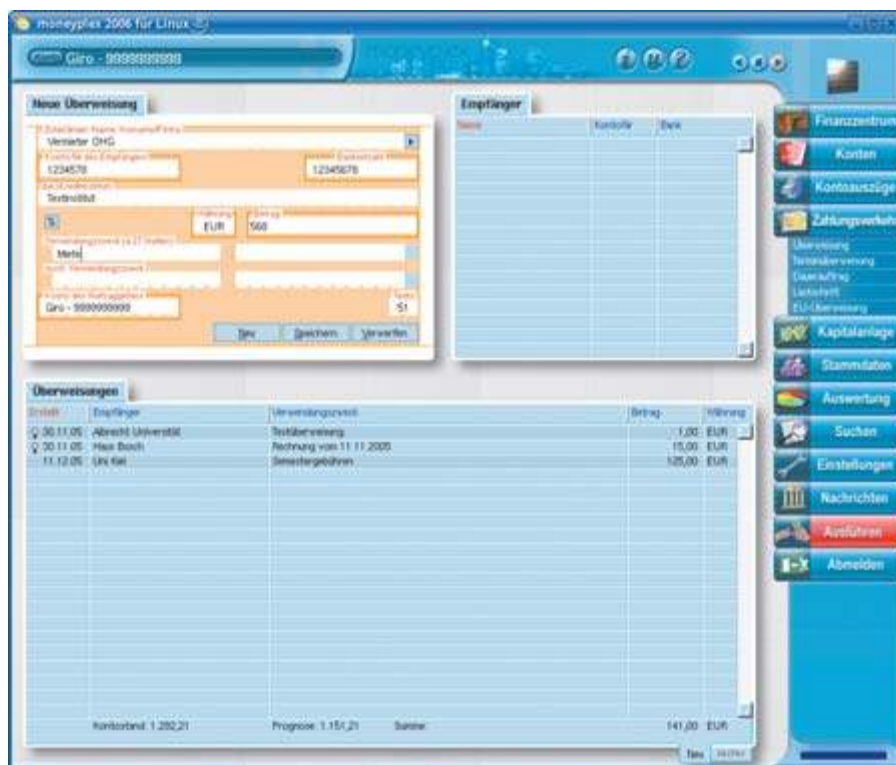 moneyplex 2006 für Linux
Giro - 9999999999
Neue Überweisung
Vermieter OHG
1234578
12345678
Testinstitut
Währung
Betrag
EUR
568
Miete
Giro - 9999999999
51
Neu
Speichern
Verwerfen
Empfänger
Name
KontoNr
Bank
Finanzzentrum
Konten
Kontoauszüge
Zahlungsverkehr
Überweisung
Terminüberweisung
Dauerauftrag
Lastschrift
EU-Überweisung
Kapitalanlage
Stammdaten
Auswertung
Suchen
Einstellungen
Nachrichten
Ausführen
Abmelden
Überweisungen
Erstellt Empfänger Verwendungszweck Betrag Währung
30.11.05 Albrecht Universität Testüberweisung 1,00 EUR
30.11.05 Haus Busch Rechnung vom 11.11.2005 15,00 EUR
11.12.05 Uni Kiel Semestergebühren 125,00 EUR
Kontostand: 1.292,21 Prognose: 1.151,21 Summe: 141,00 EUR
Neu